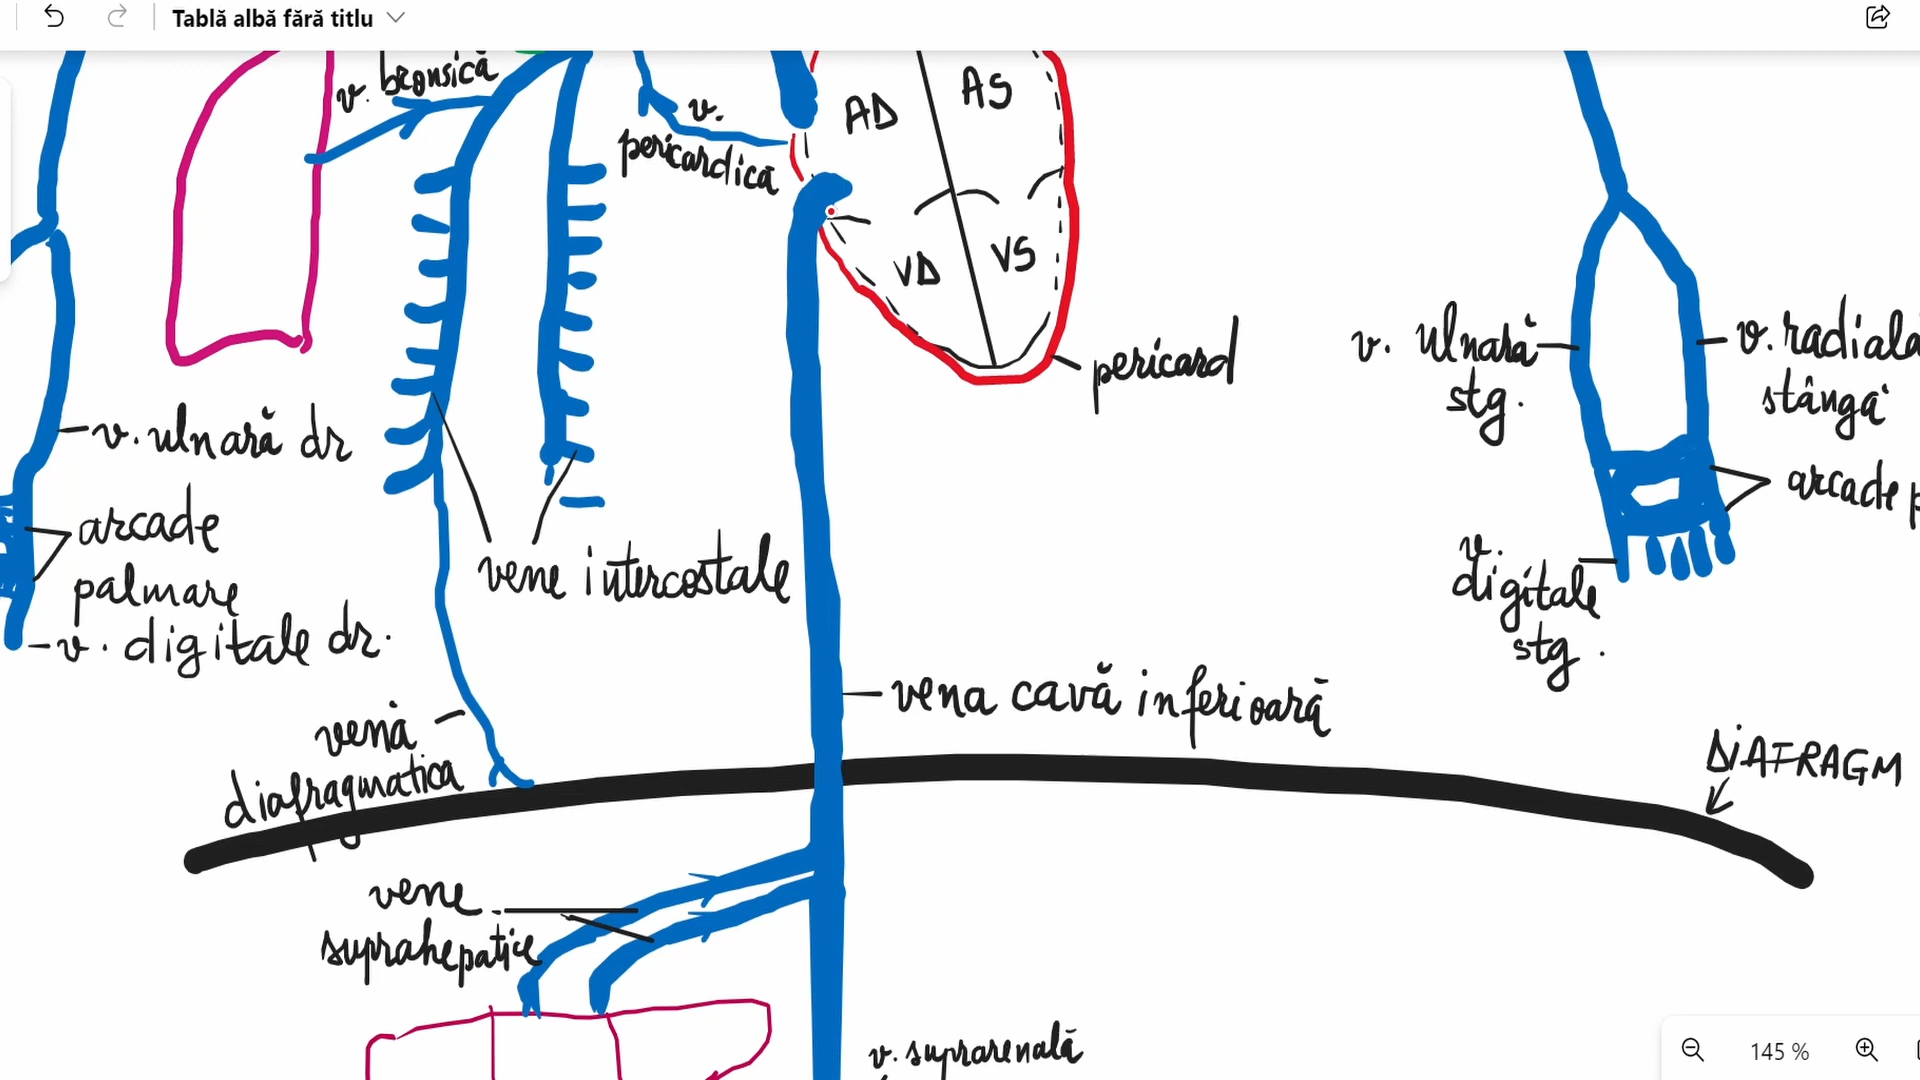 Tablă albă fără titlu
v. bronsică
v.
pericardică
AD
AS
VD
VS
pericard
v. ulnară
stg.
v. radială
stângă
arcade p
v.
digitale
stg.
v. ulnară dr
arcade
palmare
v. digitale dr.
vene intercostale
vena cavă inferioară
venă
diafragmatica
DiAFRAGM
vene
suprahepatice
v. suprarenală
145 %